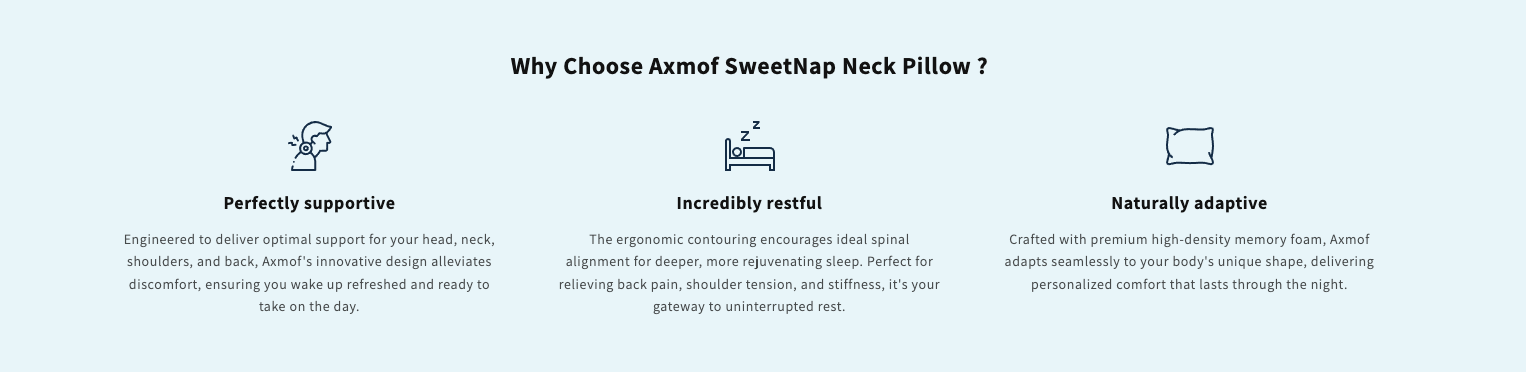 Why Choose Axmof SweetNap Neck Pillow ?
Perfectly supportive
Engineered to deliver optimal support for your head, neck,
shoulders, and back, Axmof's innovative design alleviates
discomfort, ensuring you wake up refreshed and ready to
take on the day.
Incredibly restful
The ergonomic contouring encourages ideal spinal
alignment for deeper, more rejuvenating sleep. Perfect for
relieving back pain, shoulder tension, and stiffness, it's your
gateway to uninterrupted rest.
Naturally adaptive
Crafted with premium high-density memory foam, Axmof
adapts seamlessly to your body's unique shape, delivering
personalized comfort that lasts through the night.